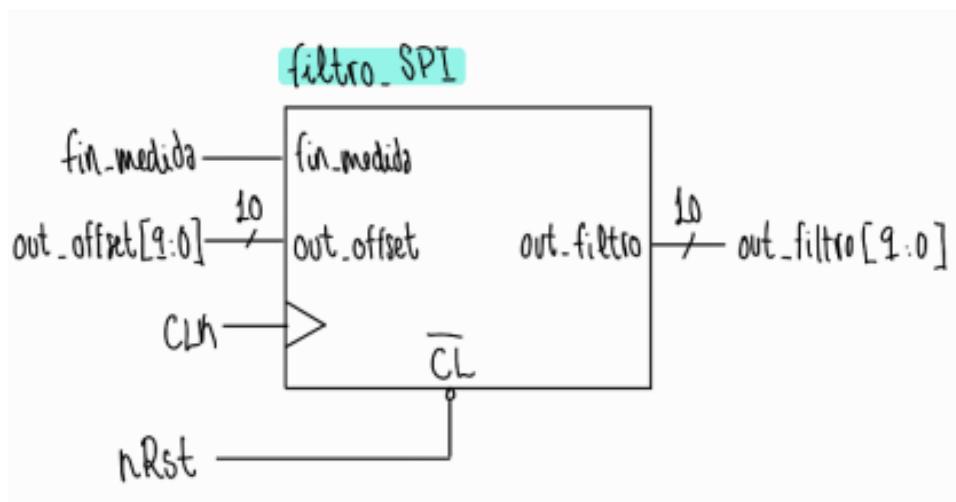 filtro_SPI
fin_medida
fin_medida
out_offset[9:0]
10
out_offset
out_filtro
10
out_filtro[9:0]
CLK
CL
nRst